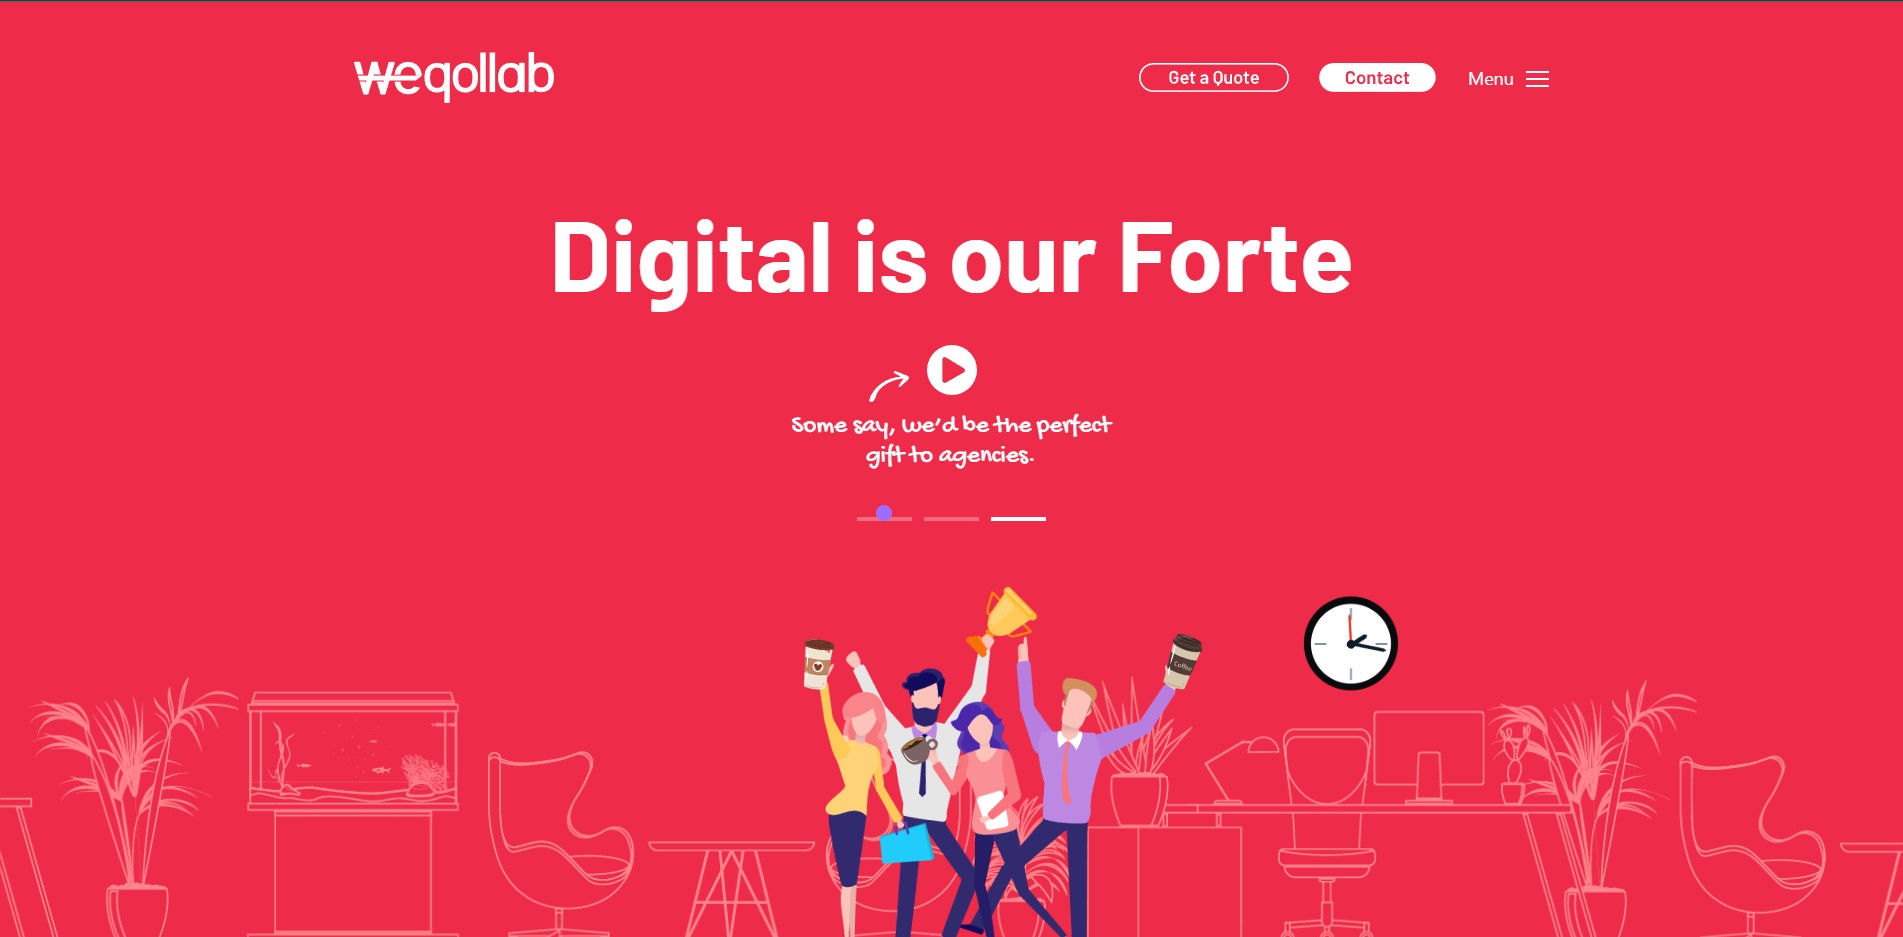 weqollab
Get a Quote
Contact
Menu
Digital is our Forte
Some say, we'd be the perfect
gift to agencies.
Coffee